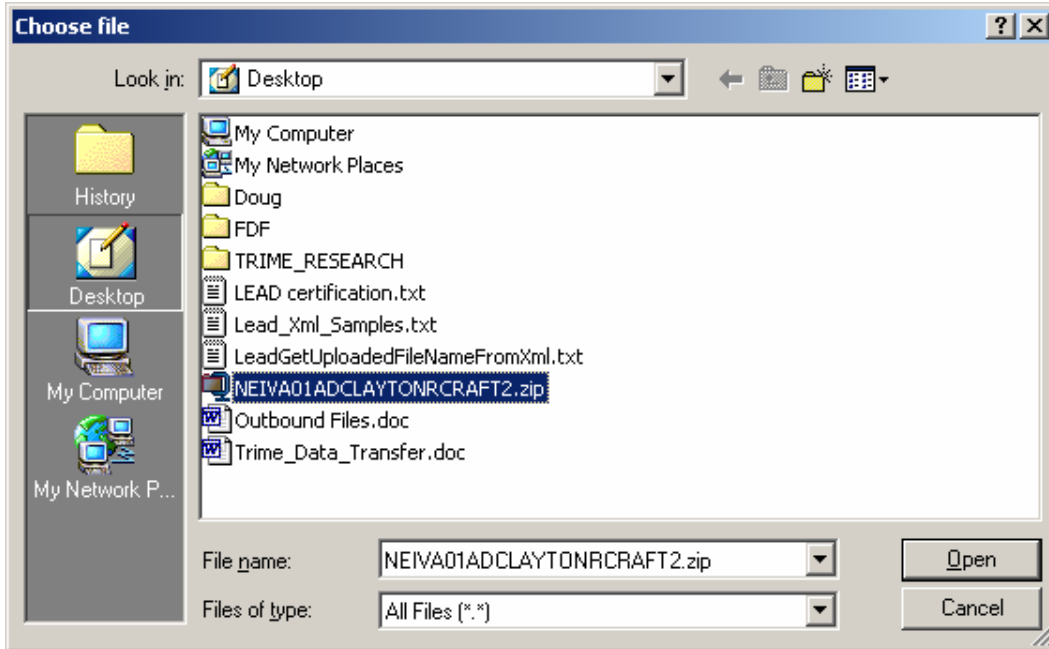 Choose file
Look in: Desktop
History
Desktop
My Computer
My Network P...
My Computer
My Network Places
Doug
FDF
TRIME_RESEARCH
LEAD certification.txt
Lead_Xml_Samples.txt
LeadGetUploadedFileNameFromXml.txt
NEIVA01ADCLAYTONRCRAFT2.zip
Outbound Files.doc
Trime_Data_Transfer.doc
File name: NEIVA01ADCLAYTONRCRAFT2.zip Open
Files of type: All Files (*.*) Cancel